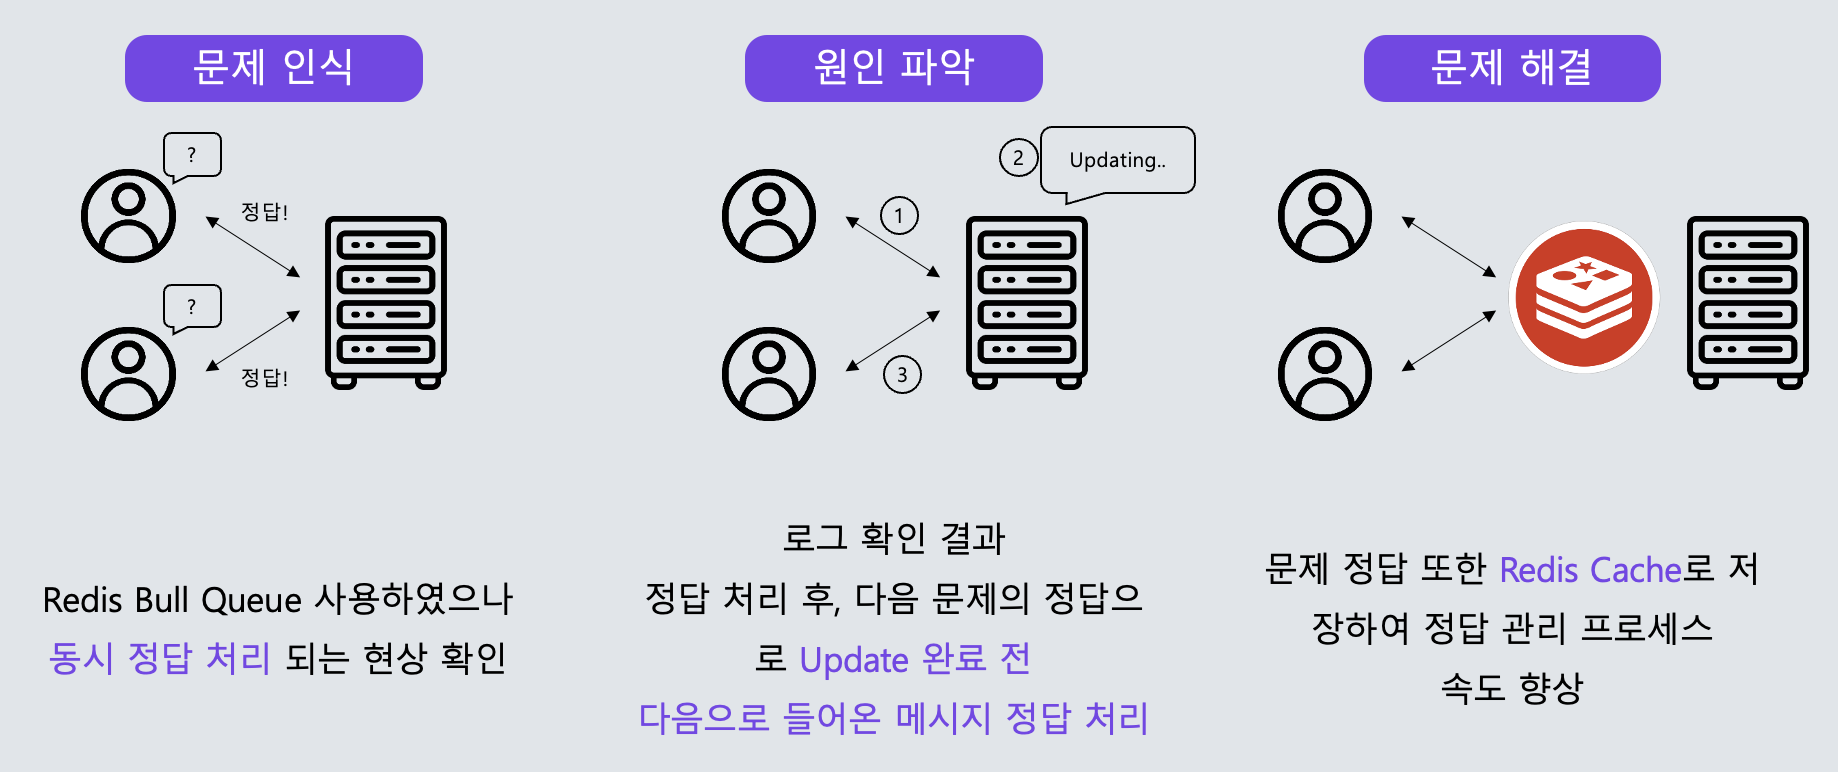 문제 인식
?
정답!
?
정답!
Redis Bull Queue 사용하였으나
동시 정답 처리 되는 현상 확인
원인 파악
2
Updating..
1
3
로그 확인 결과
정답 처리 후, 다음 문제의 정답으
로 Update 완료 전
다음으로 들어온 메시지 정답 처리
문제 해결
문제 정답 또한 Redis Cache로 저
장하여 정답 관리 프로세스
속도 향상